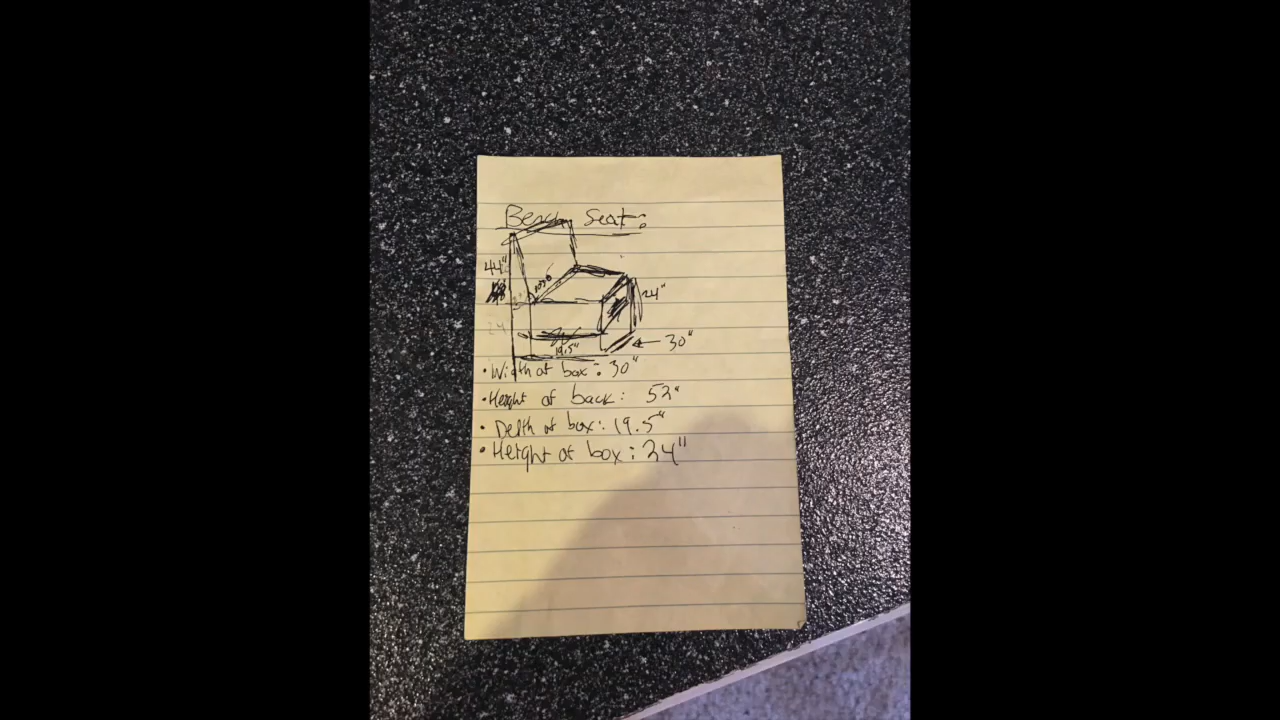 Bench Seat:
44"
24"
19.5"
30"
• Width of box: 30"
• Height of back: 52"
• Depth of box: 19.5"
• Height of box: 24"